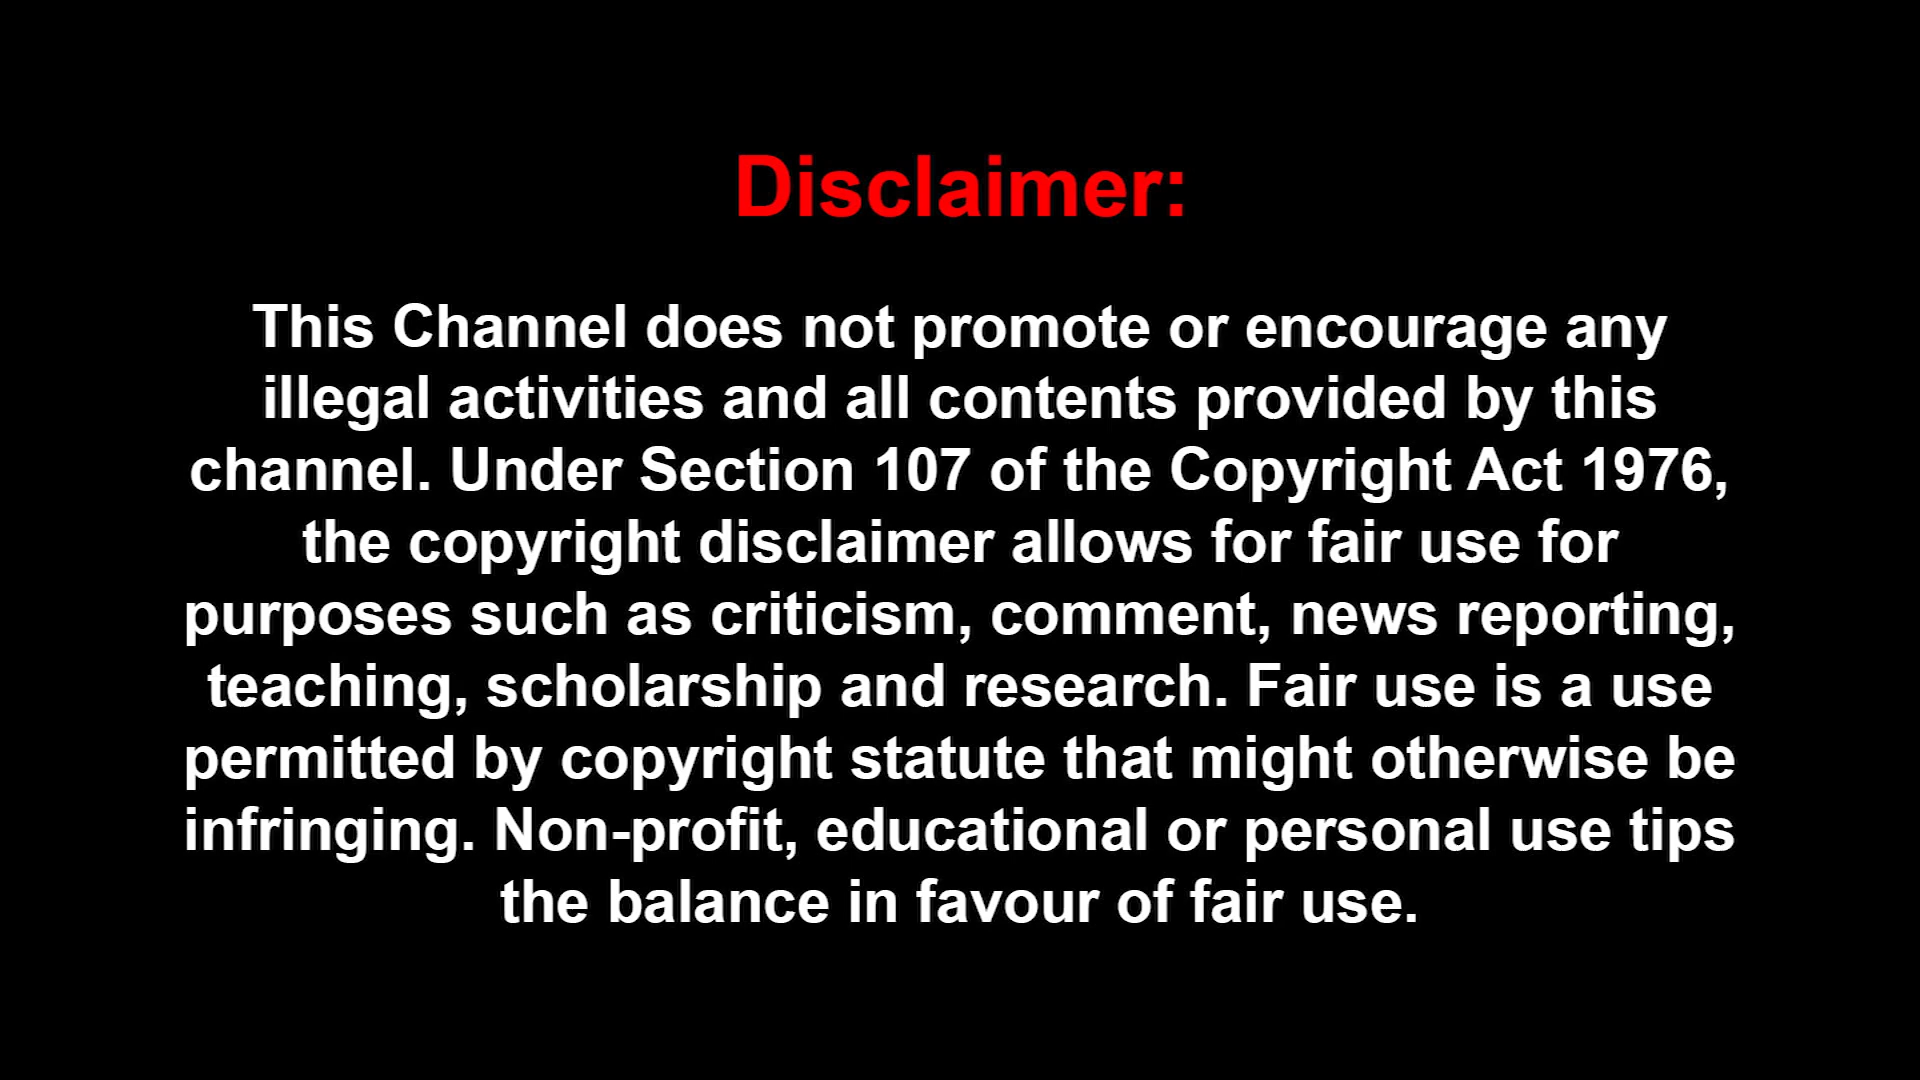 Disclaimer:
This Channel does not promote or encourage any
illegal activities and all contents provided by this
channel. Under Section 107 of the Copyright Act 1976,
the copyright disclaimer allows for fair use for
purposes such as criticism, comment, news reporting,
teaching, scholarship and research. Fair use is a use
permitted by copyright statute that might otherwise be
infringing. Non-profit, educational or personal use tips
the balance in favour of fair use.